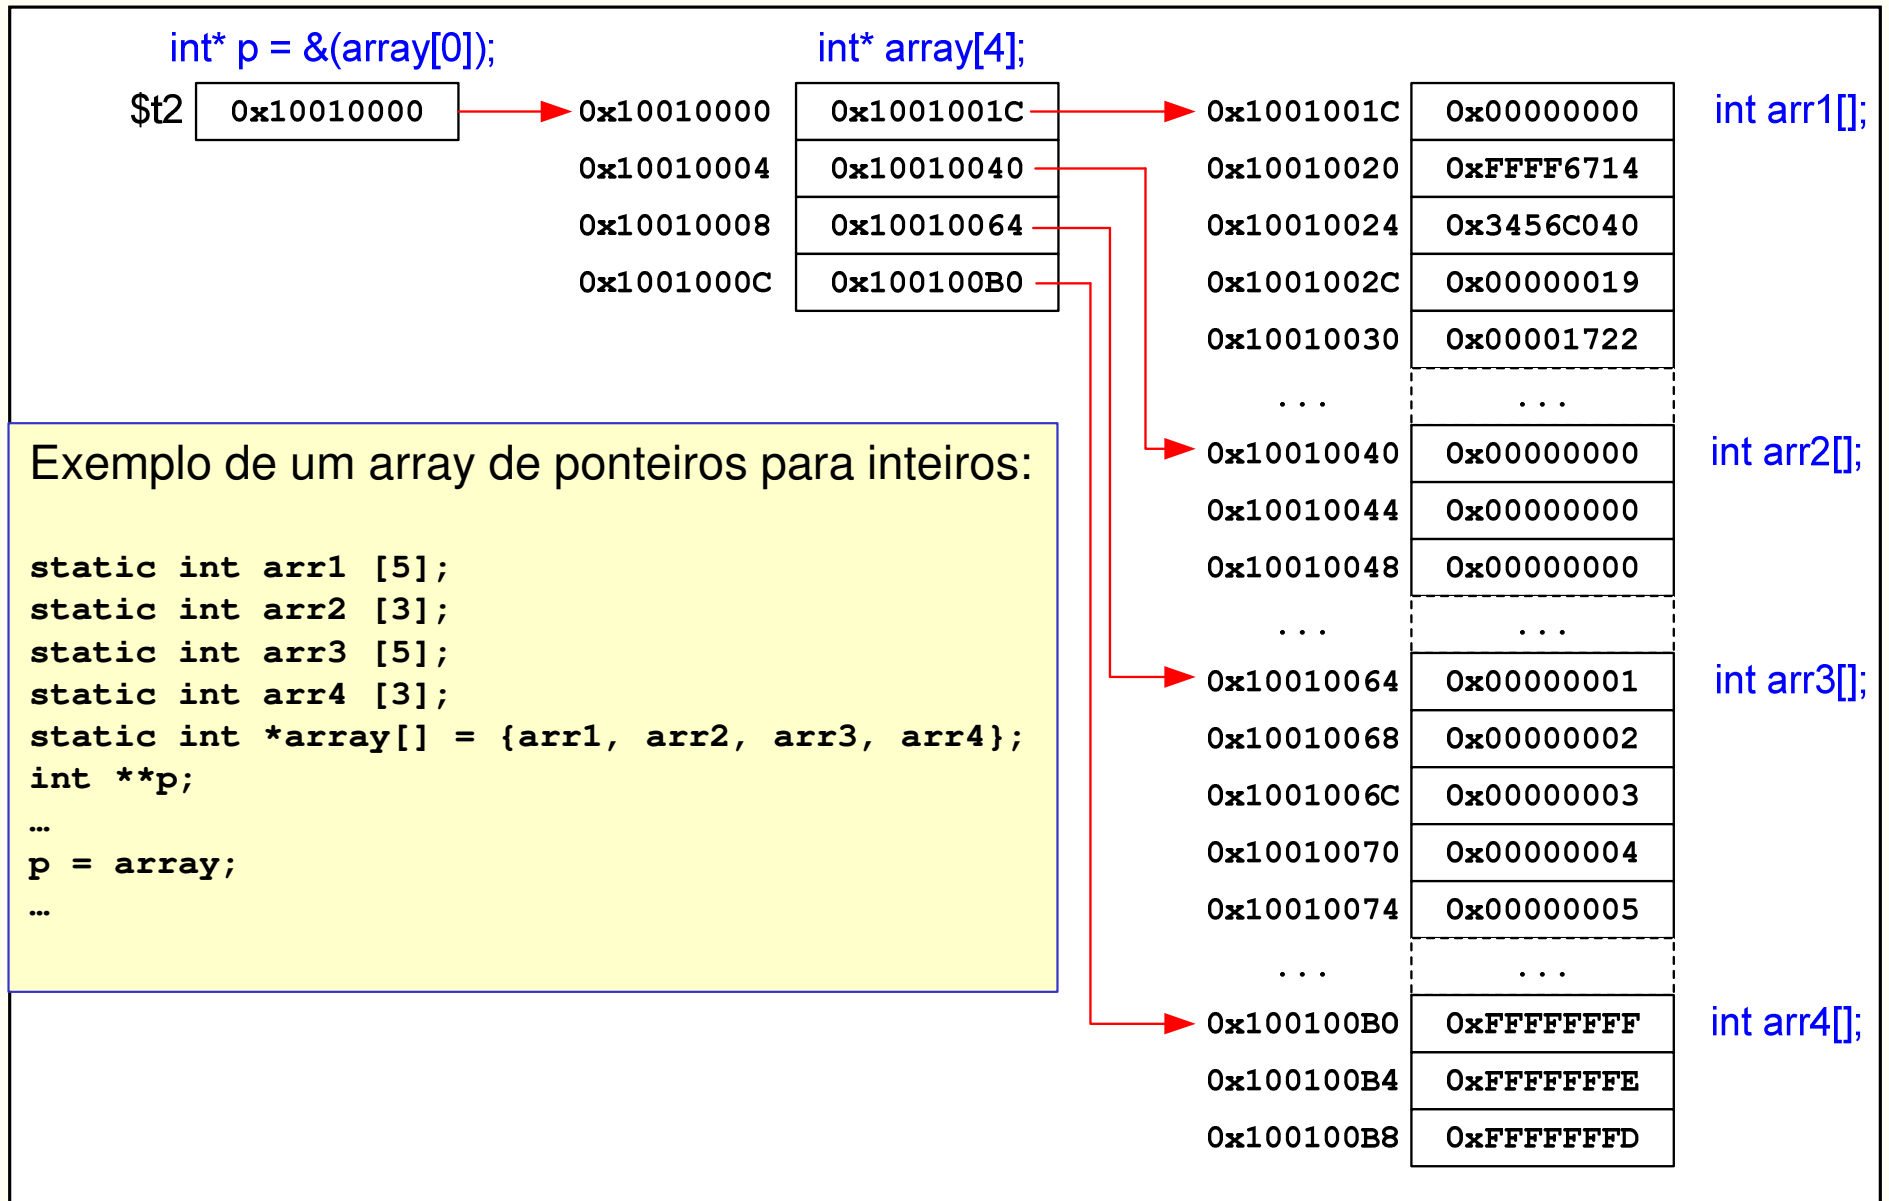 int* p = &(array[0]);
int* array[4];
$t2 0x10010000 0x10010000 0x1001001C 0x1001001C 0x00000000 int arr1[];
0x10010004 0x10010040 0x10010020 0xFFFF6714
0x10010008 0x10010064 0x10010024 0x3456C040
0x1001000C 0x100100B0 0x1001002C 0x00000019
0x10010030 0x00001722
... ...
0x10010040 0x00000000 int arr2[];
0x10010044 0x00000000
0x10010048 0x00000000
... ...
0x10010064 0x00000001 int arr3[];
0x10010068 0x00000002
0x1001006C 0x00000003
0x10010070 0x00000004
0x10010074 0x00000005
... ...
0x100100B0 0xFFFFFFFF int arr4[];
0x100100B4 0xFFFFFFFE
0x100100B8 0xFFFFFFFD
Exemplo de um array de ponteiros para inteiros:
static int arr1 [5];
static int arr2 [3];
static int arr3 [5];
static int arr4 [3];
static int *array[] = {arr1, arr2, arr3, arr4};
int **p;
…
p = array;
…